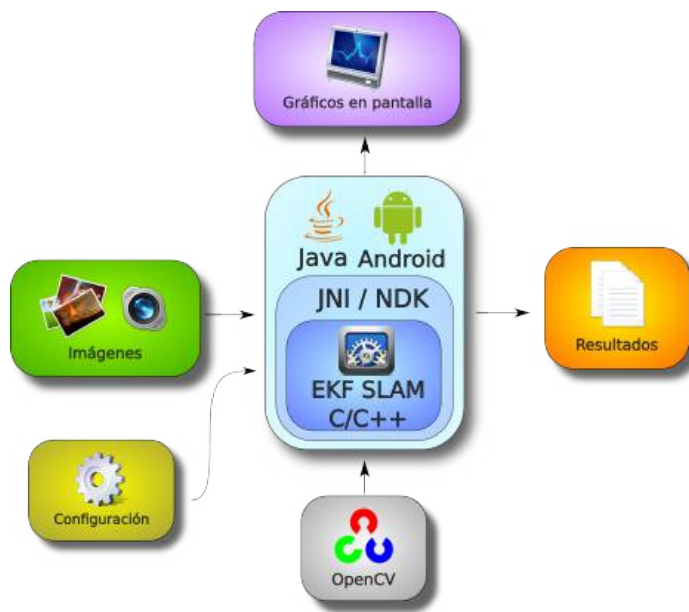 Gráficos en pantalla
Java Android
JNI / NDK
EKF SLAM
C/C++
Imágenes
Resultados
Configuración
OpenCV